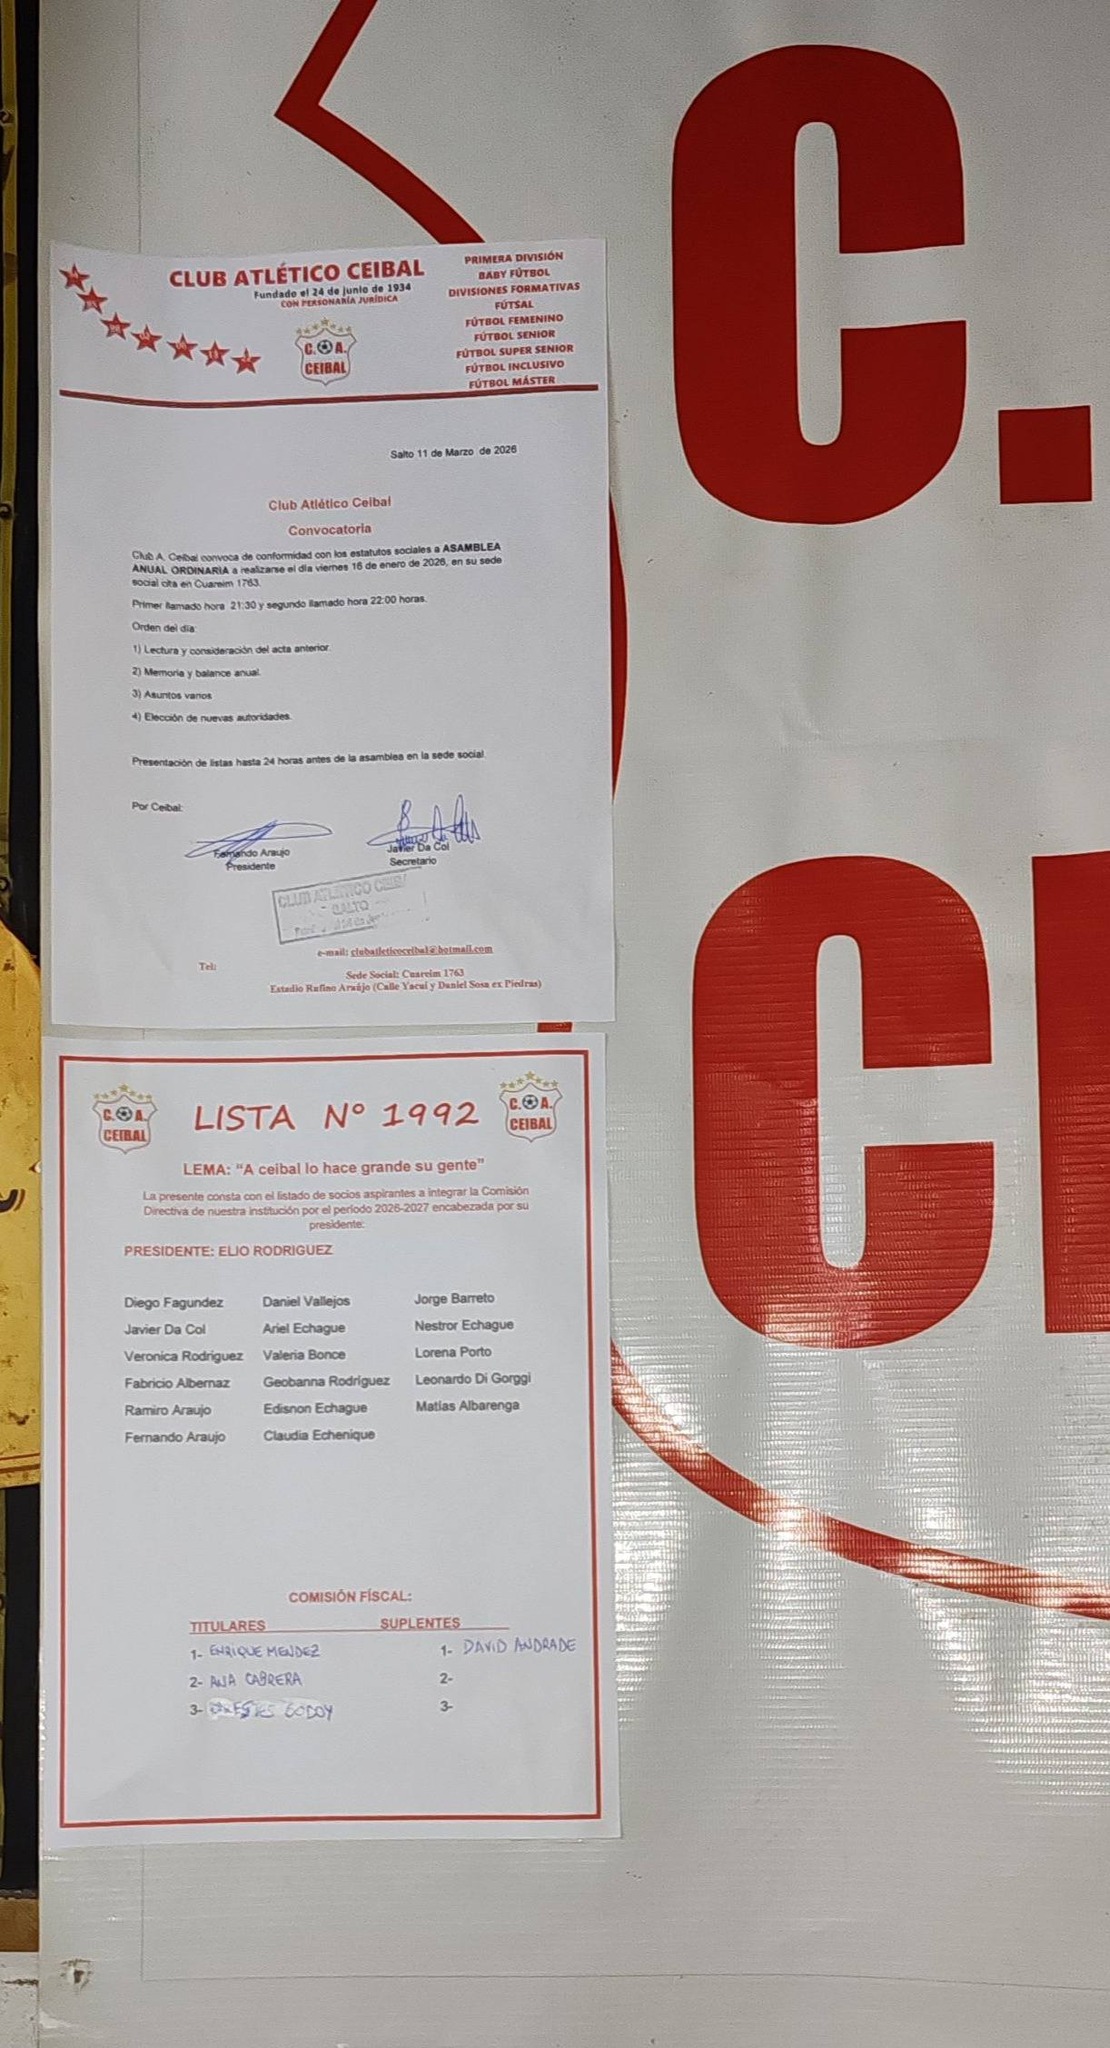 C.
CE
CLUB ATLÉTICO CEIBAL
Fundado el 24 de junio de 1934
CON PERSONARÍA JURÍDICA
C. A.
CEIBAL
PRIMERA DIVISIÓN
BABY FÚTBOL
DIVISIONES FORMATIVAS
FÚTSAL
FÚTBOL FEMENINO
FÚTBOL SENIOR
FÚTBOL SUPER SENIOR
FÚTBOL INCLUSIVO
FÚTBOL MÁSTER
Salto 11 de Marzo de 2026
Club Atlético Ceibal
Convocatoria
Club A. Ceibal convoca de conformidad con los estatutos sociales a ASAMBLEA
ANUAL ORDINARIA a realizarse el día viernes 16 de enero de 2026, en su sede
social cita en Cuareim 1763.
Primer llamado hora 21:30 y segundo llamado hora 22:00 horas.
Orden del día:
1) Lectura y consideración del acta anterior.
2) Memoria y balance anual.
3) Asuntos varios
4) Elección de nuevas autoridades.
Presentación de listas hasta 24 horas antes de la asamblea en la sede social.
Por Ceibal:
Fernando Araujo
Presidente
Javier Da Col
Secretario
CLUB ATLETICO CEIBAL
SALTO
e-mail: clubatleticoceibal@hotmail.com
Tel:
Sede Social: Cuareim 1763
Estadio Rufino Araújo (Calle Yacui y Daniel Sosa ex Piedras)
C. A.
CEIBAL
LISTA Nº 1992
C. A.
CEIBAL
LEMA: “A ceibal lo hace grande su gente”
La presente consta con el listado de socios aspirantes a integrar la Comisión
Directiva de nuestra institución por el período 2026-2027 encabezada por su
presidente:
PRESIDENTE: ELIO RODRIGUEZ
Diego Fagundez Daniel Vallejos Jorge Barreto
Javier Da Col Ariel Echague Nestror Echague
Veronica Rodriguez Valeria Bonce Lorena Porto
Fabricio Albernaz Geobanna Rodríguez Leonardo Di Gorggi
Ramiro Araujo Edisnon Echague Matías Albarenga
Fernando Araujo Claudia Echenique
COMISIÓN FÍSCAL:
TITULARES SUPLENTES
1- ENRIQUE MENDEZ 1- DAVID ANDRADE
2- ANA CABRERA 2-
3- GODOY 3-